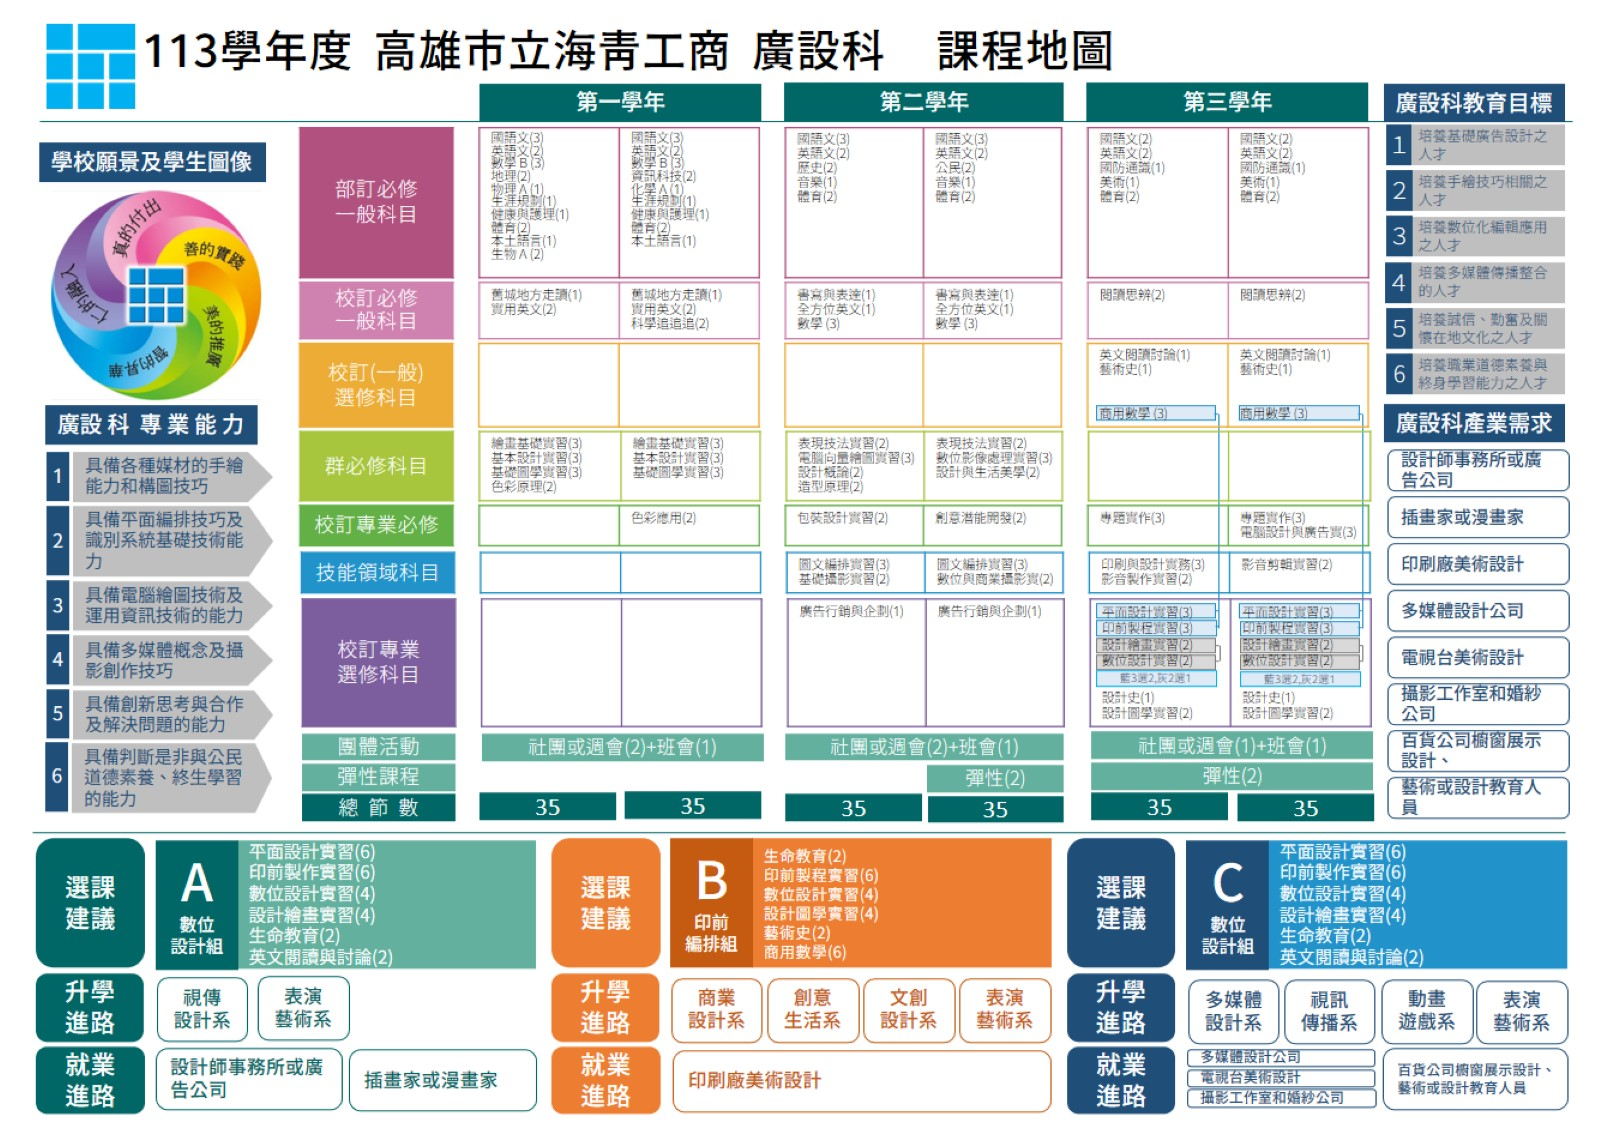 113學年度 高雄市立海青工商 廣設科 課程地圖
學校願景及學生圖像
真的付出
善的實踐
美的推廣
智的昇華
仁的融入
廣設科 專業能力
1 具備各種媒材的手繪
能力和構圖技巧
2 具備平面編排技巧及
識別系統基礎技術能
力
3 具備電腦繪圖技術及
運用資訊技術的能力
4 具備多媒體概念及攝
影創作技巧
5 具備創新思考與合作
及解決問題的能力
6 具備判斷是非與公民
道德素養、終生學習
的能力
第一學年
第二學年
第三學年
部訂必修
一般科目
國語文(3)
英語文(2)
數學Ｂ(3)
地理(2)
物理Ａ(1)
生涯規劃(1)
健康與護理(1)
體育(2)
本土語言(1)
生物Ａ(2)
國語文(3)
英語文(2)
數學Ｂ(3)
資訊科技(2)
化學Ａ(1)
生涯規劃(1)
健康與護理(1)
體育(2)
本土語言(1)
國語文(3)
英語文(2)
歷史(2)
音樂(1)
體育(2)
國語文(3)
英語文(2)
公民(2)
音樂(1)
體育(2)
國語文(2)
英語文(2)
國防通識(1)
美術(1)
體育(2)
國語文(2)
英語文(2)
國防通識(1)
美術(1)
體育(2)
校訂必修
一般科目
舊城地方走讀(1)
實用英文(2)
舊城地方走讀(1)
實用英文(2)
科學追追追(2)
書寫與表達(1)
全方位英文(1)
數學 (3)
書寫與表達(1)
全方位英文(1)
數學 (3)
閱讀思辨(2)
閱讀思辨(2)
校訂(一般)
選修科目
英文閱讀討論(1)
藝術史(1)
商用數學 (3)
英文閱讀討論(1)
藝術史(1)
商用數學 (3)
群必修科目
繪畫基礎實習(3)
基本設計實習(3)
基礎圖學實習(3)
色彩原理(2)
繪畫基礎實習(3)
基本設計實習(3)
基礎圖學實習(3)
表現技法實習(2)
電腦向量繪圖實習(3)
設計概論(2)
造型原理(2)
表現技法實習(2)
數位影像處理實習(3)
設計與生活美學(2)
校訂專業必修
色彩應用(2)
包裝設計實習(2)
創意潛能開發(2)
專題實作(3)
專題實作(3)
電腦設計與廣告實(3)
技能領域科目
圖文編排實習(3)
基礎攝影實習(2)
圖文編排實習(3)
數位與商業攝影實(2)
印刷與設計實務(3)
影音製作實習(2)
影音剪輯實習(2)
校訂專業
選修科目
廣告行銷與企劃(1)
廣告行銷與企劃(1)
平面設計實習(3)
印前製程實習(3)
設計繪畫實習(2)
數位設計實習(2)
藍3選2,灰2選1
設計史(1)
設計圖學實習(2)
平面設計實習(3)
印前製程實習(3)
設計繪畫實習(2)
數位設計實習(2)
藍3選2,灰2選1
設計史(1)
設計圖學實習(2)
團體活動
社團或週會(2)+班會(1)
社團或週會(2)+班會(1)
社團或週會(1)+班會(1)
彈性課程
彈性(2)
彈性(2)
總 節 數
35
35
35
35
35
35
廣設科教育目標
1 培養基礎廣告設計之
人才
2 培養手繪技巧相關之
人才
3 培養數位化編輯應用
之人才
4 培養多媒體傳播整合
的人才
5 培養誠信、勤奮及關
懷在地文化之人才
6 培養職業道德素養與
終身學習能力之人才
廣設科產業需求
設計師事務所或廣
告公司
插畫家或漫畫家
印刷廠美術設計
多媒體設計公司
電視台美術設計
攝影工作室和婚紗
公司
百貨公司櫥窗展示
設計、
藝術或設計教育人
員
選課
建議
A
數位
設計組
平面設計實習(6)
印前製作實習(6)
數位設計實習(4)
設計繪畫實習(4)
生命教育(2)
英文閱讀與討論(2)
升學
進路
視傳
設計系
表演
藝術系
就業
進路
設計師事務所或廣
告公司
插畫家或漫畫家
選課
建議
B
印前
編排組
生命教育(2)
印前製程實習(6)
數位設計實習(4)
設計圖學實習(4)
藝術史(2)
商用數學(6)
升學
進路
商業
設計系
創意
生活系
文創
設計系
表演
藝術系
就業
進路
印刷廠美術設計
選課
建議
C
數位
設計組
平面設計實習(6)
印前製作實習(6)
數位設計實習(4)
設計繪畫實習(4)
生命教育(2)
英文閱讀與討論(2)
升學
進路
多媒體
設計系
視訊
傳播系
動畫
遊戲系
表演
藝術系
就業
進路
多媒體設計公司
電視台美術設計
攝影工作室和婚紗公司
百貨公司櫥窗展示設計、
藝術或設計教育人員